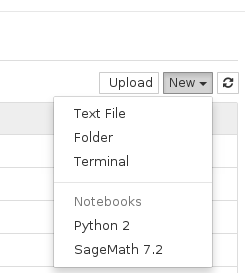 Upload New
Text File
Folder
Terminal
Notebooks
Python 2
SageMath 7.2